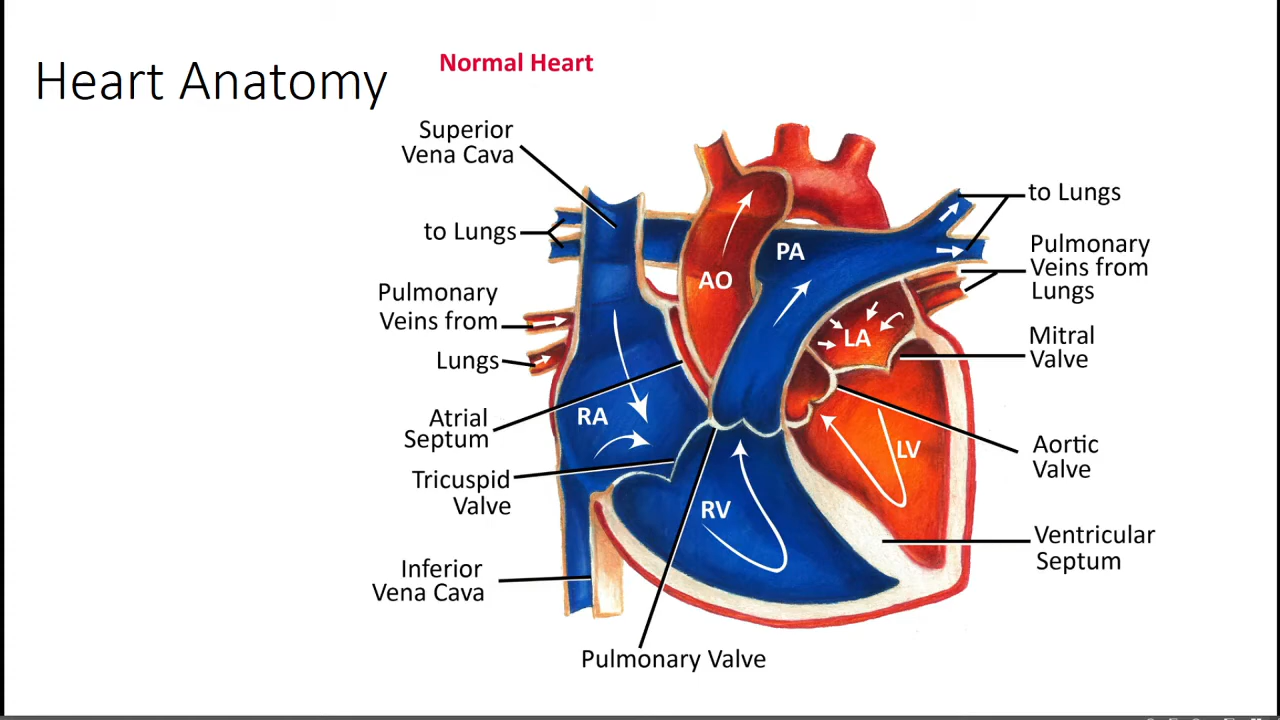 Heart Anatomy
Normal Heart
Superior
Vena Cava
to Lungs
Pulmonary
Veins from
Lungs
Atrial
Septum
Tricuspid
Valve
Inferior
Vena Cava
Pulmonary Valve
to Lungs
Pulmonary
Veins from
Lungs
Mitral
Valve
Aortic
Valve
Ventricular
Septum
AO
PA
LA
RA
LV
RV